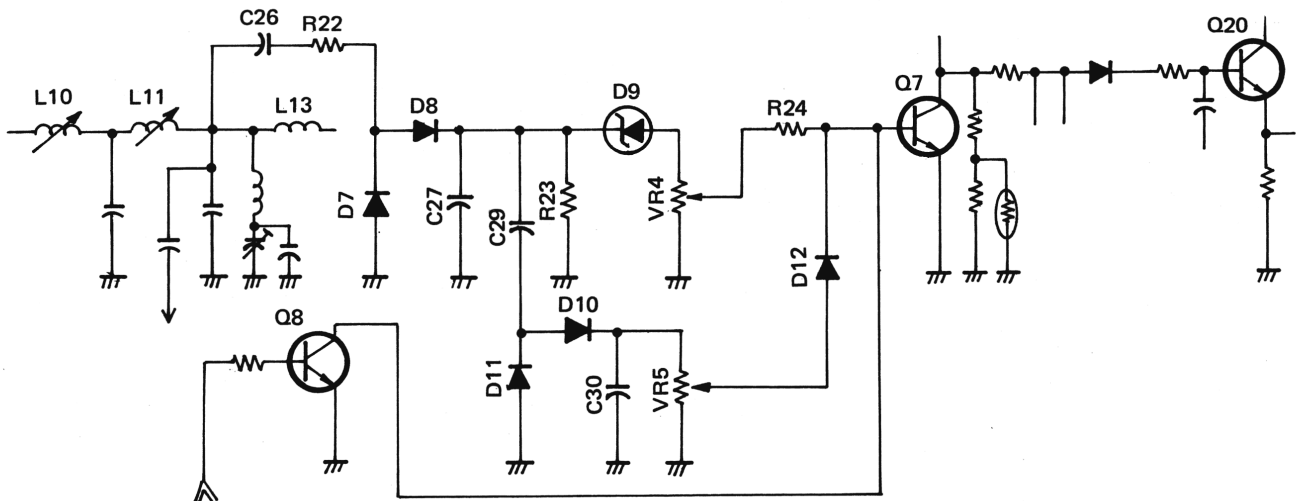 C26
R22
L10
L11
L13
D8
D9
R24
Q7
Q20
D7
C27
C29
R23
VR4
D12
Q8
D10
D11
C30
VR5